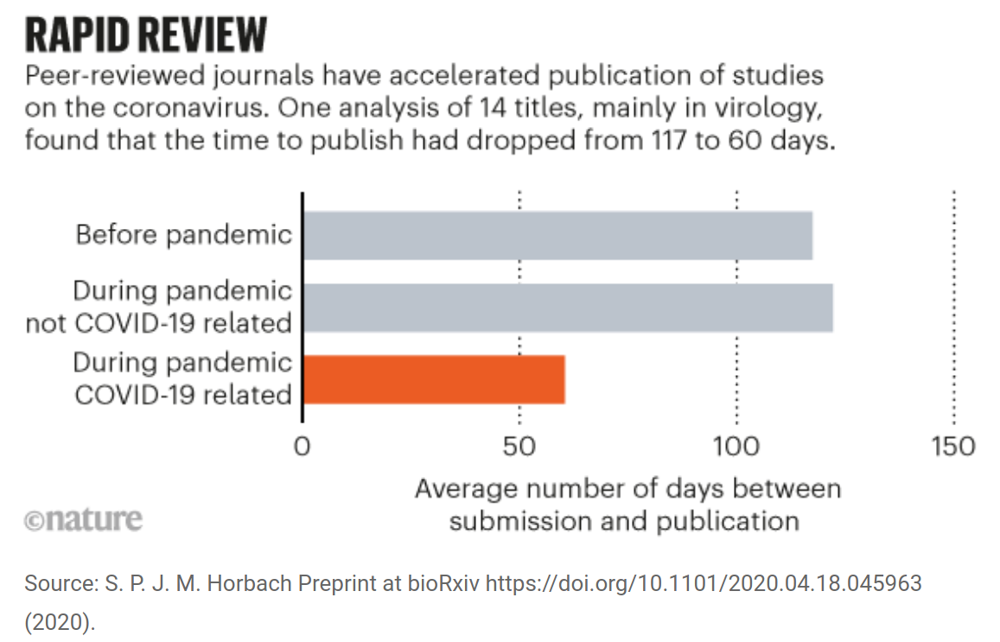 RAPID REVIEW
Peer-reviewed journals have accelerated publication of studies
on the coronavirus. One analysis of 14 titles, mainly in virology,
found that the time to publish had dropped from 117 to 60 days.
Before pandemic
During pandemic
not COVID-19 related
During pandemic
COVID-19 related
0 50 100 150
Average number of days between
submission and publication
©nature
Source: S. P. J. M. Horbach Preprint at bioRxiv https://doi.org/10.1101/2020.04.18.045963
(2020).